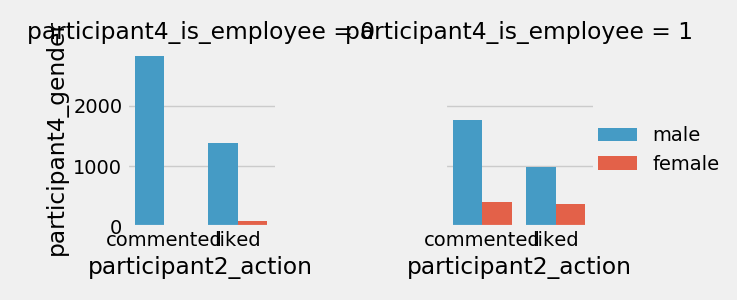 participant4_is_employee = 0
participant4_is_employee = 1
participant4_gender
2000
1000
0
commented
liked
commented
liked
participant2_action
participant2_action
male
female